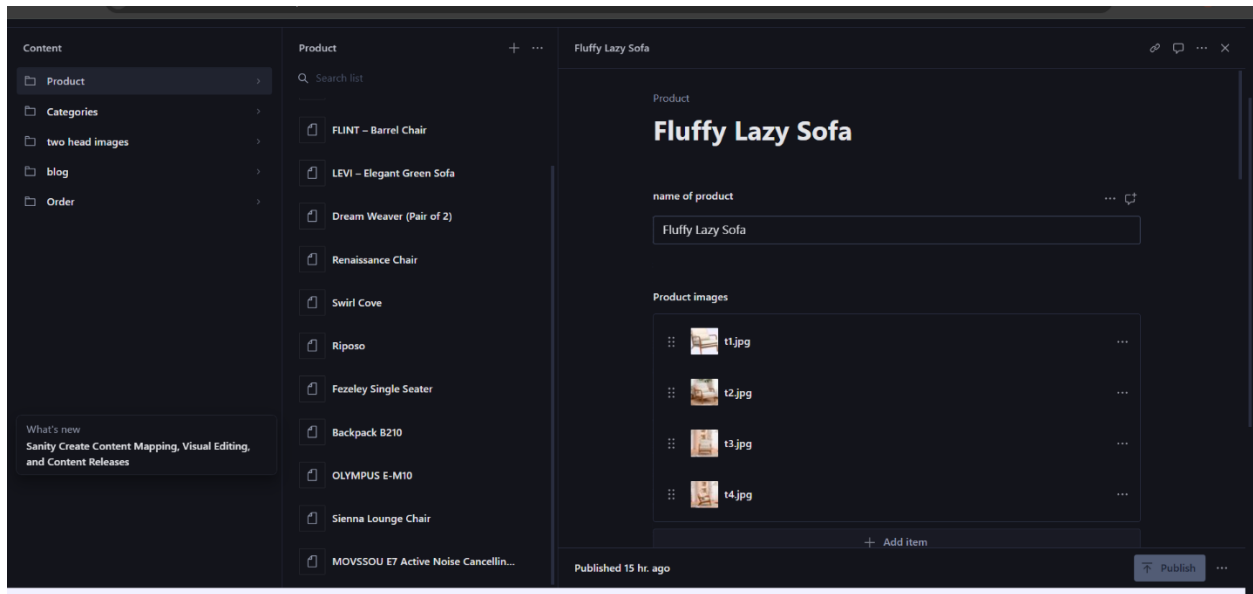 Content
Product
Categories
two head images
blog
Order
What's new
Sanity Create Content Mapping, Visual Editing,
and Content Releases
Product
Search list
FLINT – Barrel Chair
LEVI – Elegant Green Sofa
Dream Weaver (Pair of 2)
Renaissance Chair
Swirl Cove
Riposo
Fezeley Single Seater
Backpack B210
OLYMPUS E-M10
Sienna Lounge Chair
MOVSSOU E7 Active Noise Cancellin...
Fluffy Lazy Sofa
Product
Fluffy Lazy Sofa
name of product
Fluffy Lazy Sofa
Product images
t1.jpg
t2.jpg
t3.jpg
t4.jpg
Add item
Published 15 hr. ago
Publish